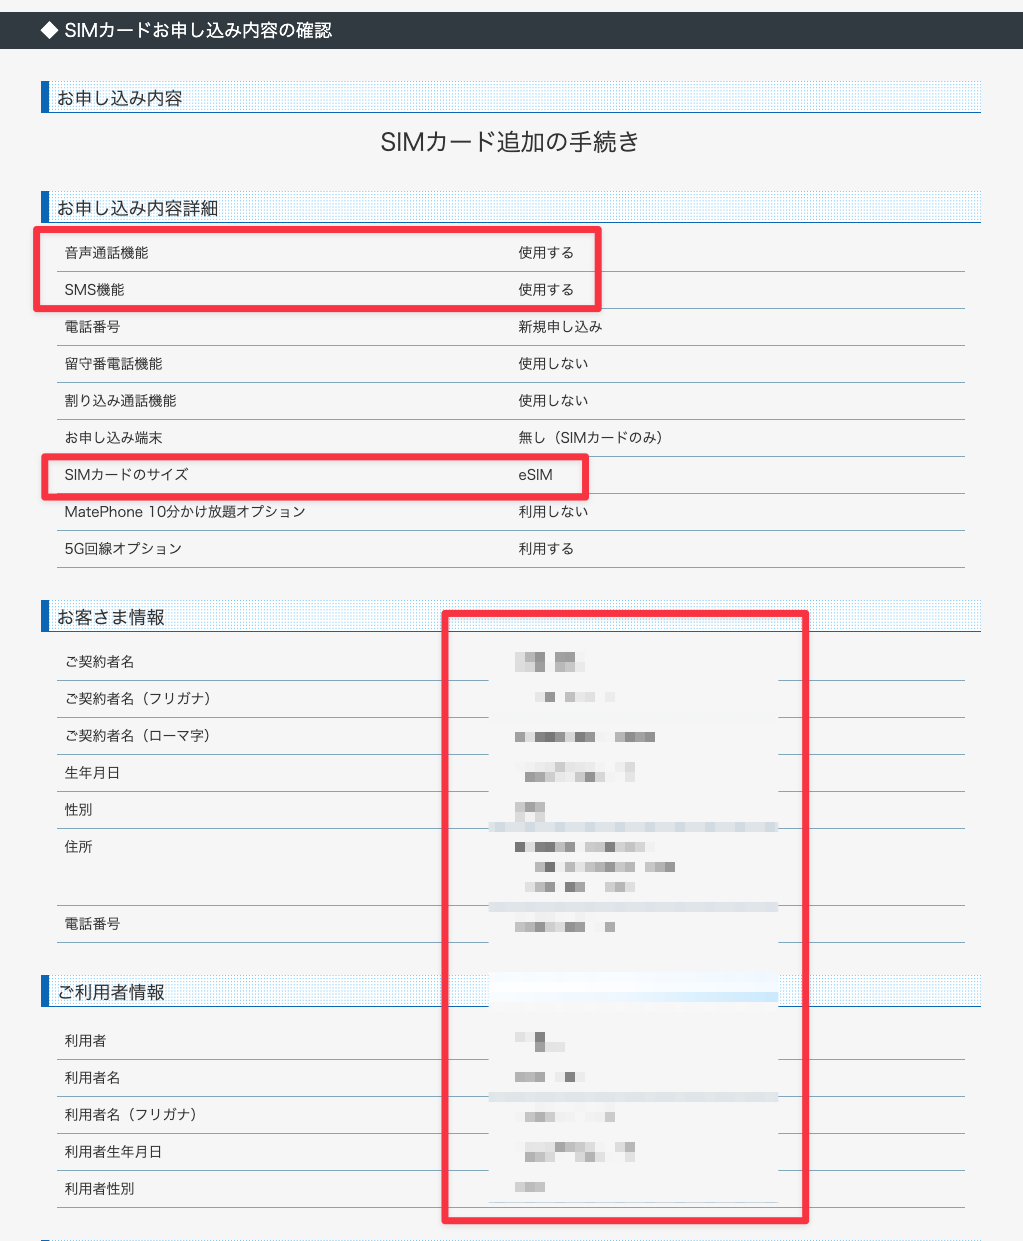 ◆ SIMカードお申し込み内容の確認
お申し込み内容
SIMカード追加の手続き
お申し込み内容詳細
音声通話機能 使用する
SMS機能 使用する
電話番号 新規申し込み
留守番電話機能 使用しない
割り込み通話機能 使用しない
お申し込み端末 無し（SIMカードのみ）
SIMカードのサイズ eSIM
MatePhone 10分かけ放題オプション 利用しない
5G回線オプション 利用する
お客さま情報
ご契約者名
ご契約者名（フリガナ）
ご契約者名（ローマ字）
生年月日
性別
住所
電話番号
ご利用者情報
利用者
利用者名
利用者名（フリガナ）
利用者生年月日
利用者性別